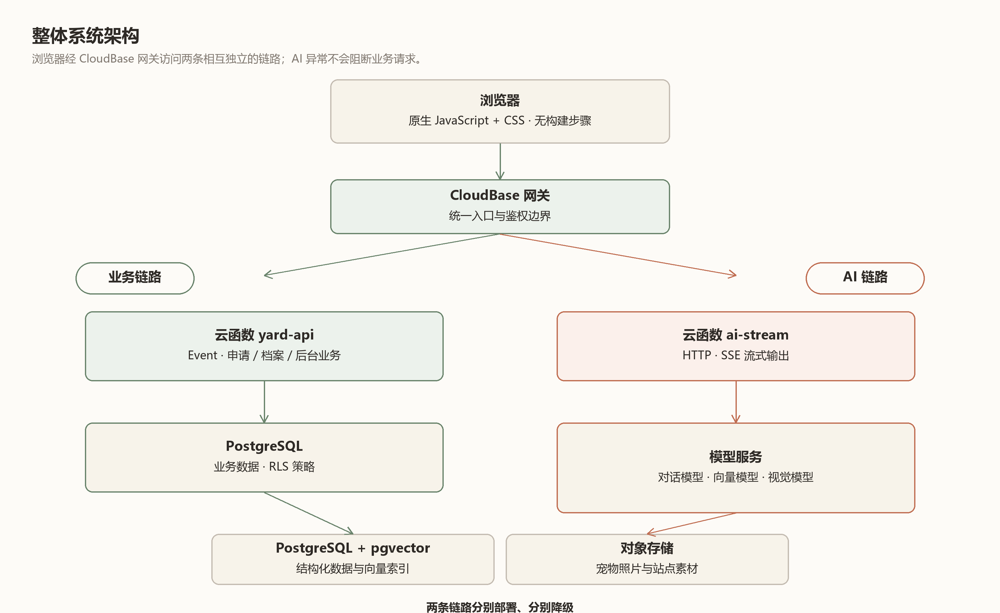 整体系统架构
浏览器经 CloudBase 网关访问两条相互独立的链路；AI 异常不会阻断业务请求。
浏览器
原生 JavaScript + CSS · 无构建步骤
CloudBase 网关
统一入口与鉴权边界
业务链路
AI 链路
云函数 yard-api
Event · 申请 / 档案 / 后台业务
云函数 ai-stream
HTTP · SSE 流式输出
PostgreSQL
业务数据 · RLS 策略
模型服务
对话模型 · 向量模型 · 视觉模型
PostgreSQL + pgvector
结构化数据与向量索引
对象存储
宠物照片与站点素材
两条链路分别部署、分别降级